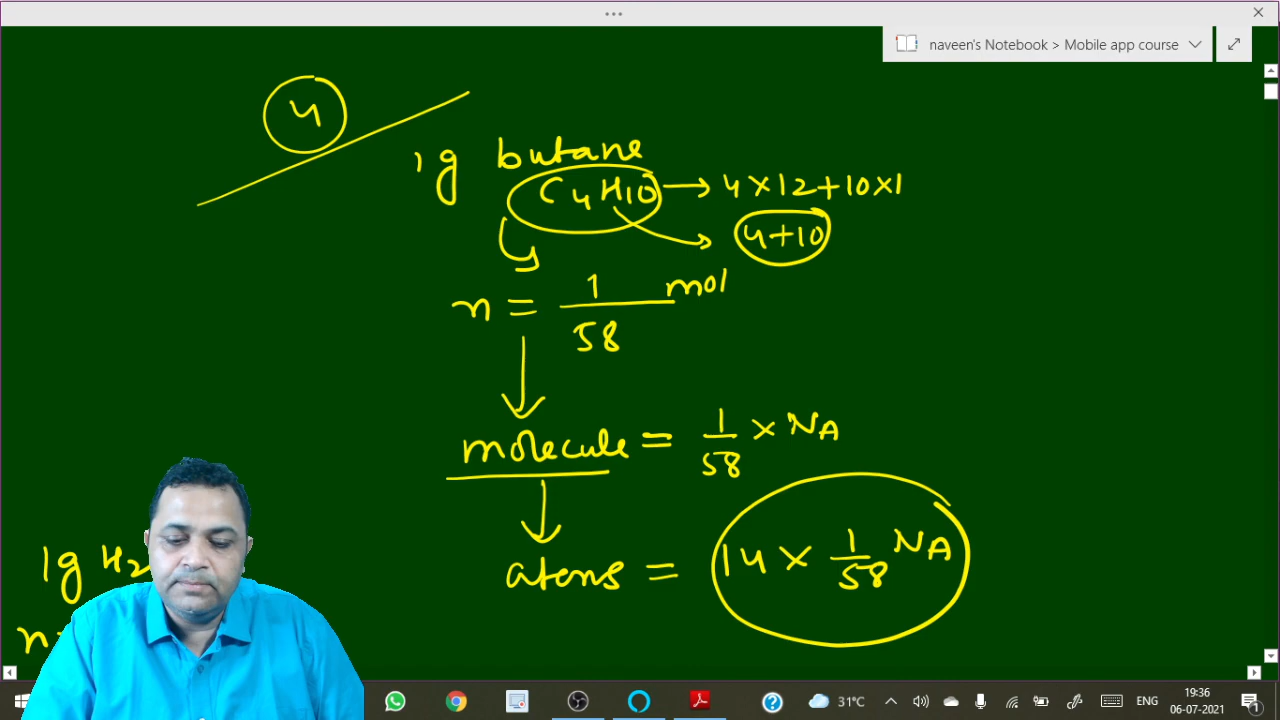 naveen's Notebook > Mobile app course
4
1g butane
C4H10 → 4×12+10×1
4+10
n = 1/58 mol
molecule = 1/58 × NA
atoms = 14 × 1/58 NA
1g H2
n
31°C ENG 19:36
06-07-2021
1